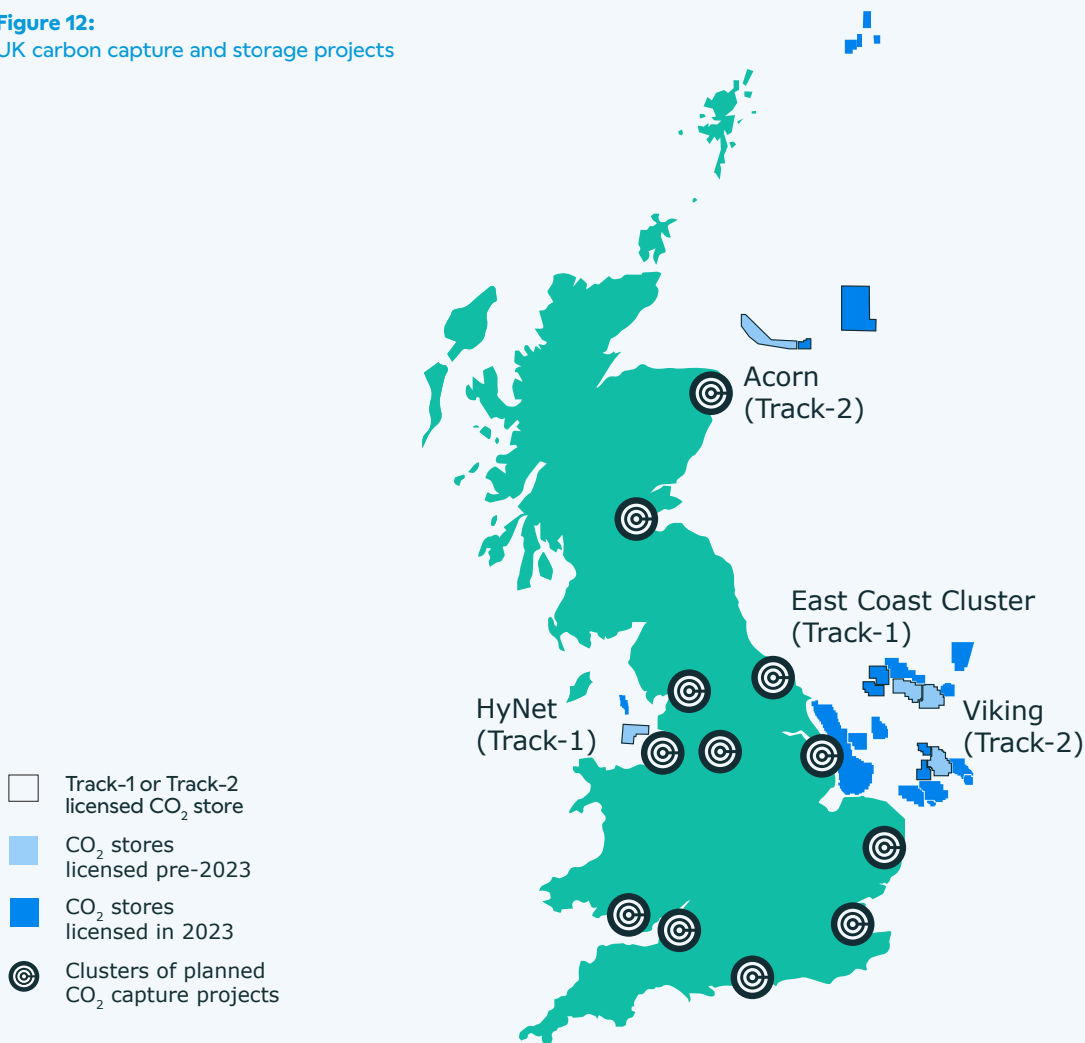 Figure 12:
UK carbon capture and storage projects
Acorn
(Track-2)
East Coast Cluster
(Track-1)
HyNet
(Track-1)
Viking
(Track-2)
Track-1 or Track-2
licensed CO₂ store
CO₂ stores
licensed pre-2023
CO₂ stores
licensed in 2023
Clusters of planned
CO₂ capture projects